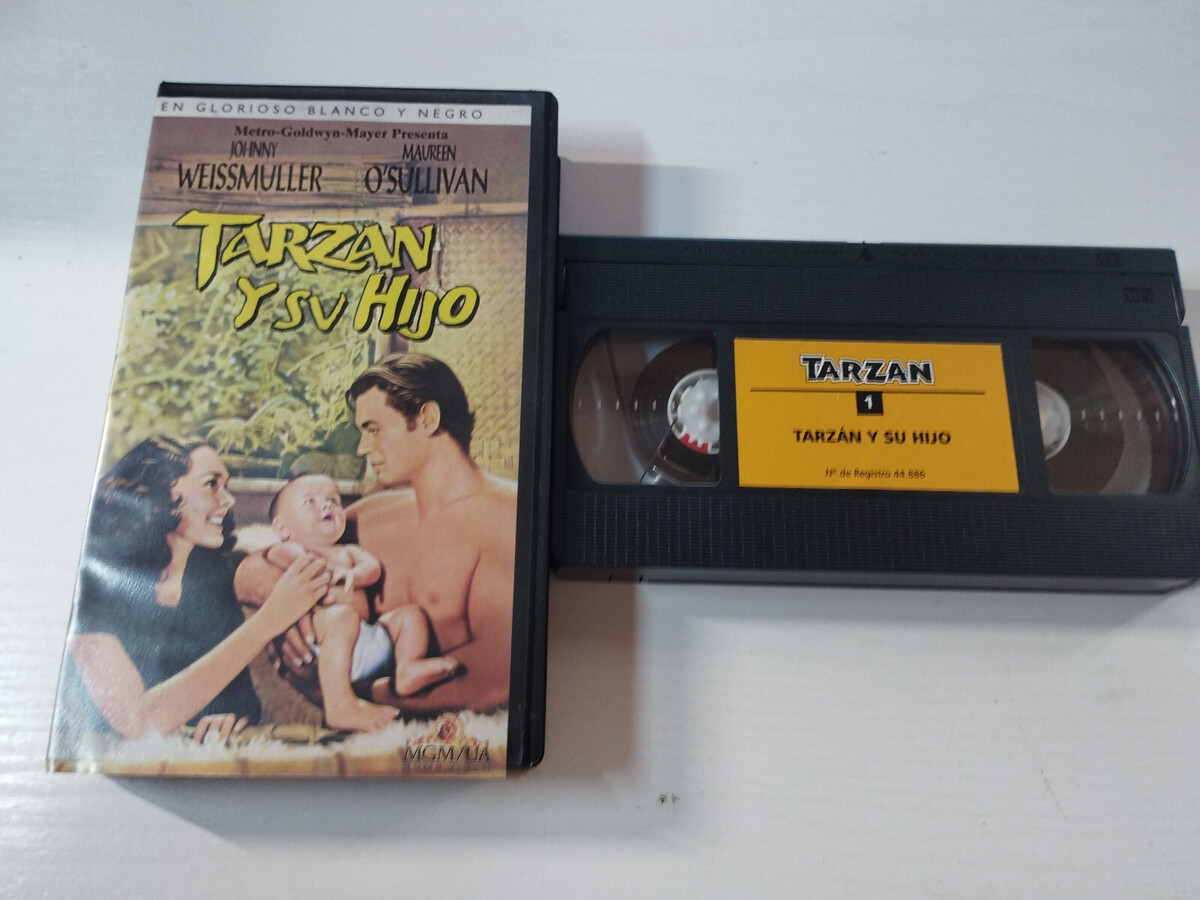 EN GLORIOSO BLANCO Y NEGRO
Metro-Goldwyn-Mayer Presenta
JOHNNY WEISSMULLER
MAUREEN O'SULLIVAN
TARZAN
Y SU HIJO
MGM/UA
VHS
TARZAN
1
TARZÁN Y SU HIJO
Nº de Registro 44.886